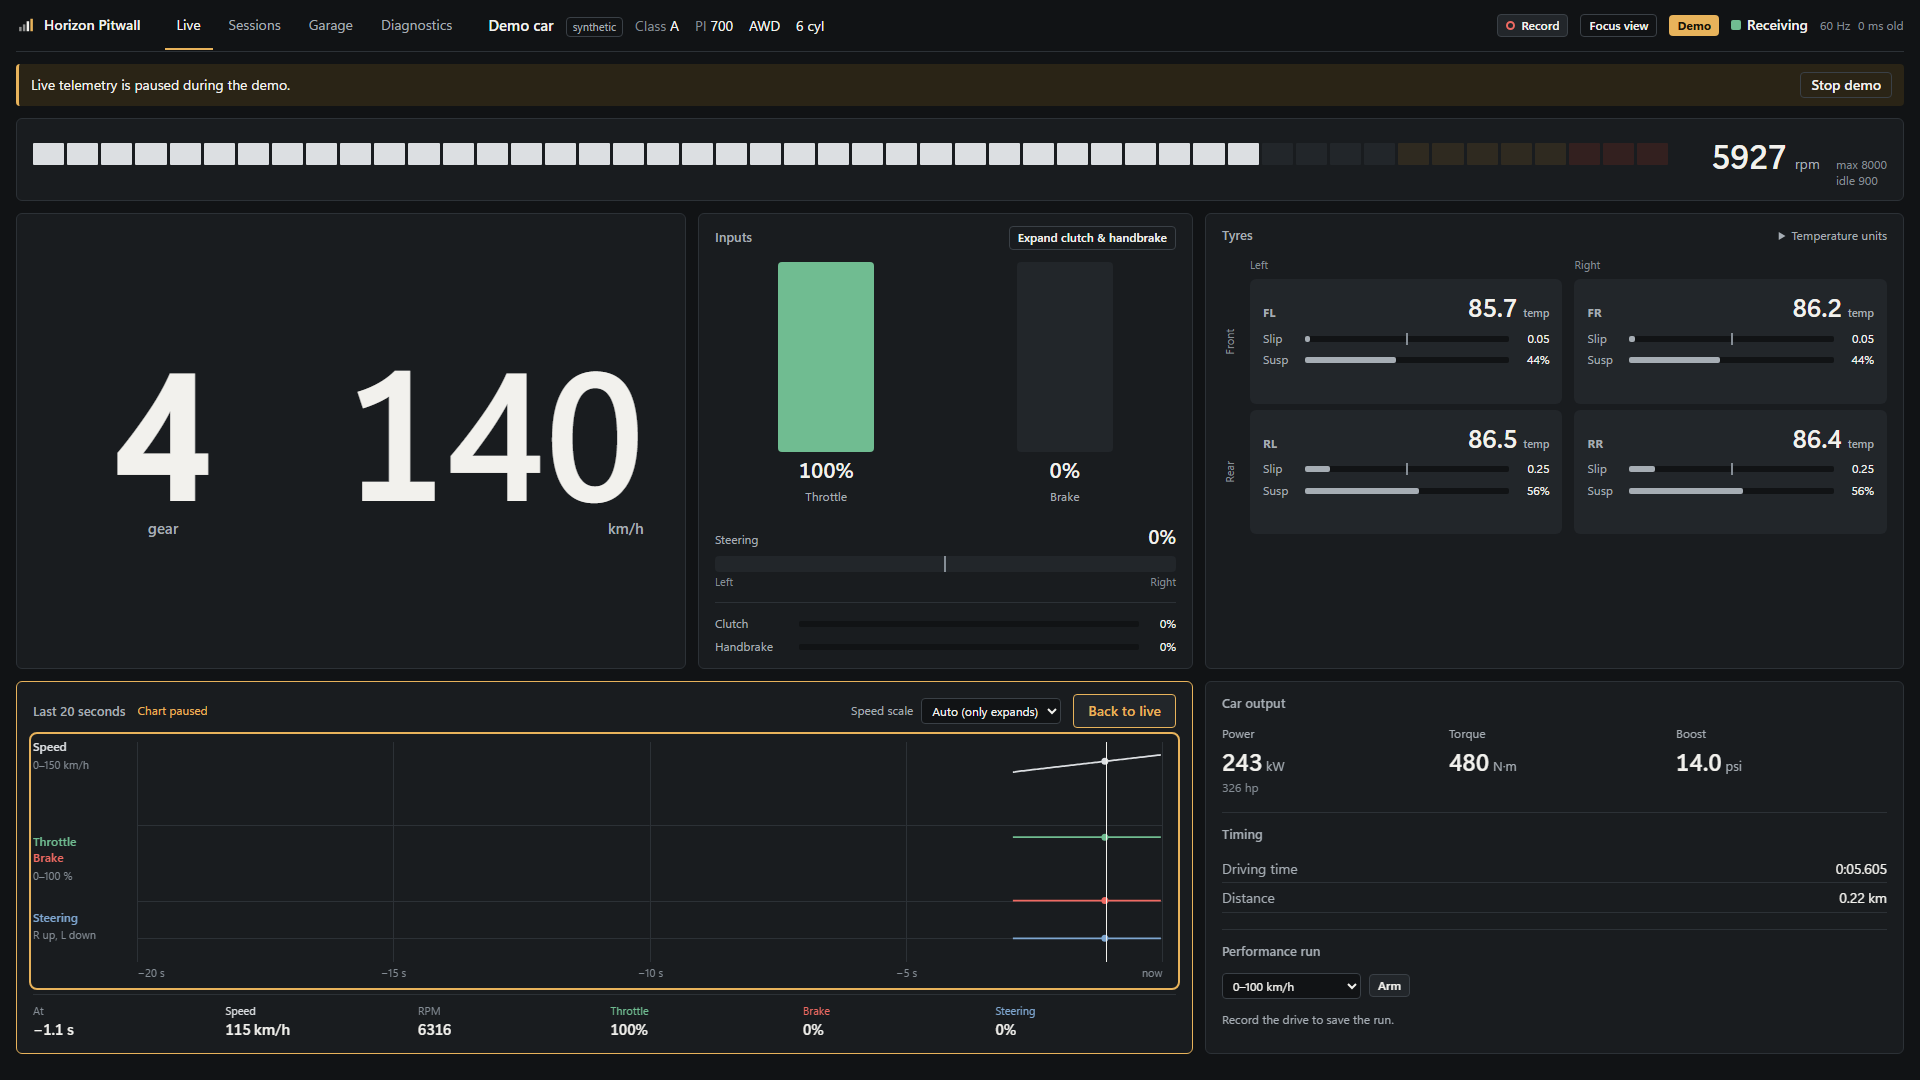 Horizon Pitwall Live Sessions Garage Diagnostics Demo car synthetic Class A PI 700 AWD 6 cyl Record Focus view Demo Receiving 60 Hz 0 ms old
Live telemetry is paused during the demo. Stop demo
5927 rpm max 8000
idle 900
4 gear
140 km/h
Inputs Expand clutch & handbrake
100% 0%
Throttle Brake
Steering 0%
Left Right
Clutch 0%
Handbrake 0%
Tyres Temperature units
Left Right
Front
FL 85.7 temp
Slip 0.05
Susp 44%
FR 86.2 temp
Slip 0.05
Susp 44%
Rear
RL 86.5 temp
Slip 0.25
Susp 56%
RR 86.4 temp
Slip 0.25
Susp 56%
Last 20 seconds Chart paused Speed scale Auto (only expands) Back to live
Speed
0–150 km/h
Throttle
Brake
0–100 %
Steering
R up, L down
−20 s −15 s −10 s −5 s now
At Speed RPM Throttle Brake Steering
−1.1 s 115 km/h 6316 100% 0% 0%
Car output
Power Torque Boost
243 kW 480 N·m 14.0 psi
326 hp
Timing
Driving time 0:05.605
Distance 0.22 km
Performance run
0–100 km/h Arm
Record the drive to save the run.